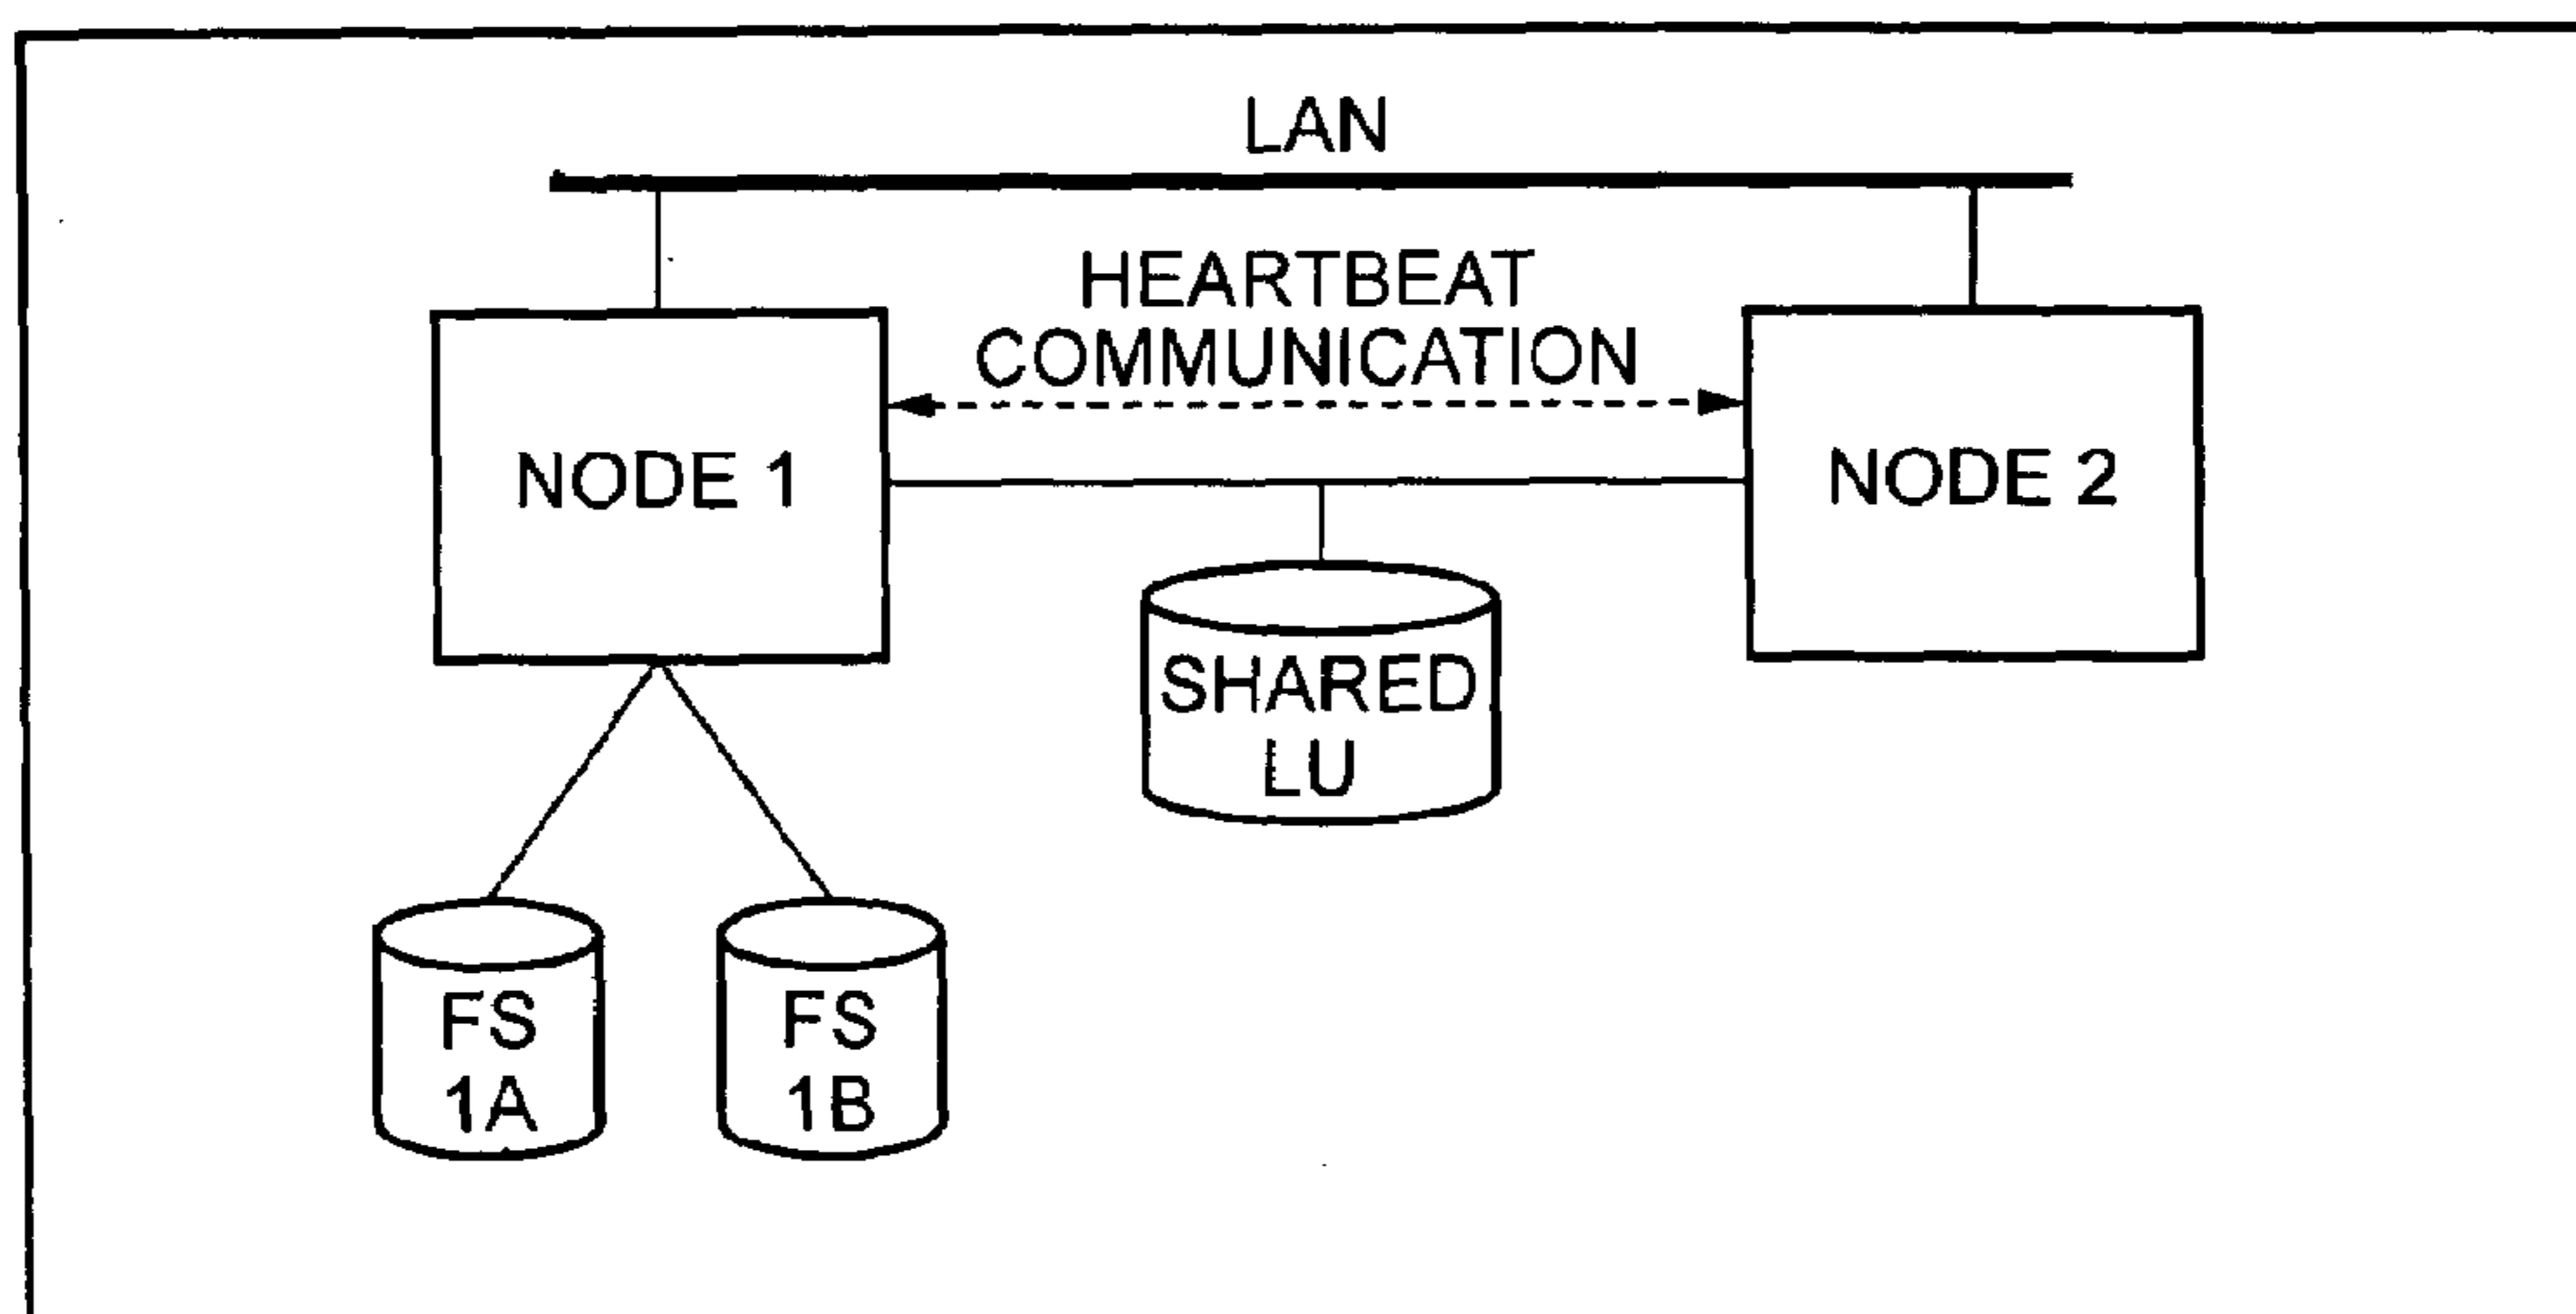 LAN
HEARTBEAT
COMMUNICATION
NODE 1
NODE 2
SHARED
LU
FS
1A
FS
1B